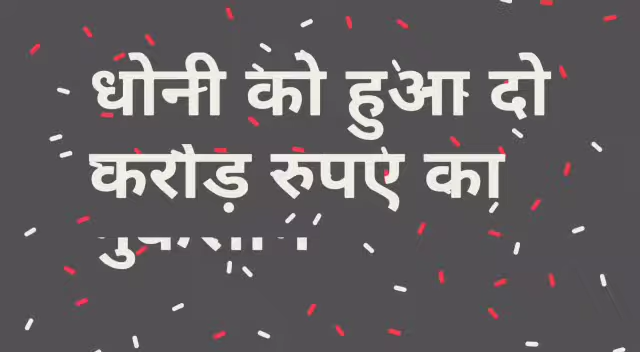 धोनी को हुआ दो
करोड़ रुपए का